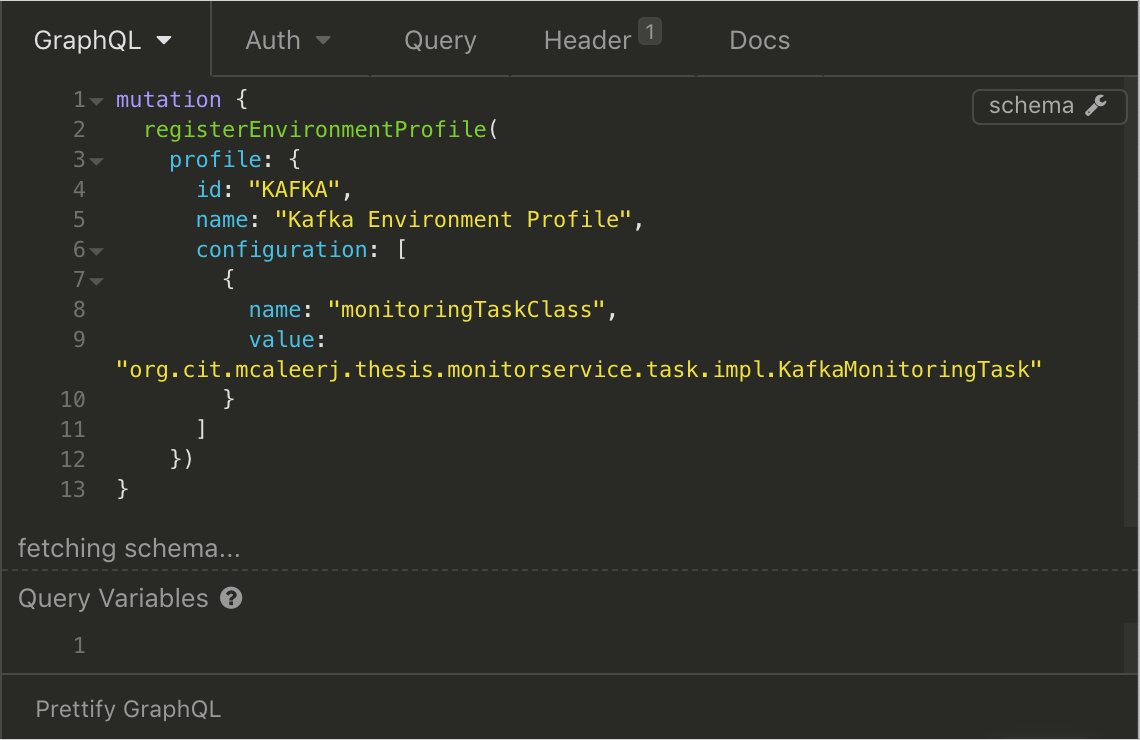 GraphQL Auth Query Header 1 Docs
schema
1 mutation {
2   registerEnvironmentProfile(
3     profile: {
4       id: "KAFKA",
5       name: "Kafka Environment Profile",
6       configuration: [
7         {
8           name: "monitoringTaskClass",
9           value:
"org.cit.mcaleerj.thesis.monitorservice.task.impl.KafkaMonitoringTask"
10         }
11       ]
12     })
13 }
fetching schema...
Query Variables ?
1
Prettify GraphQL